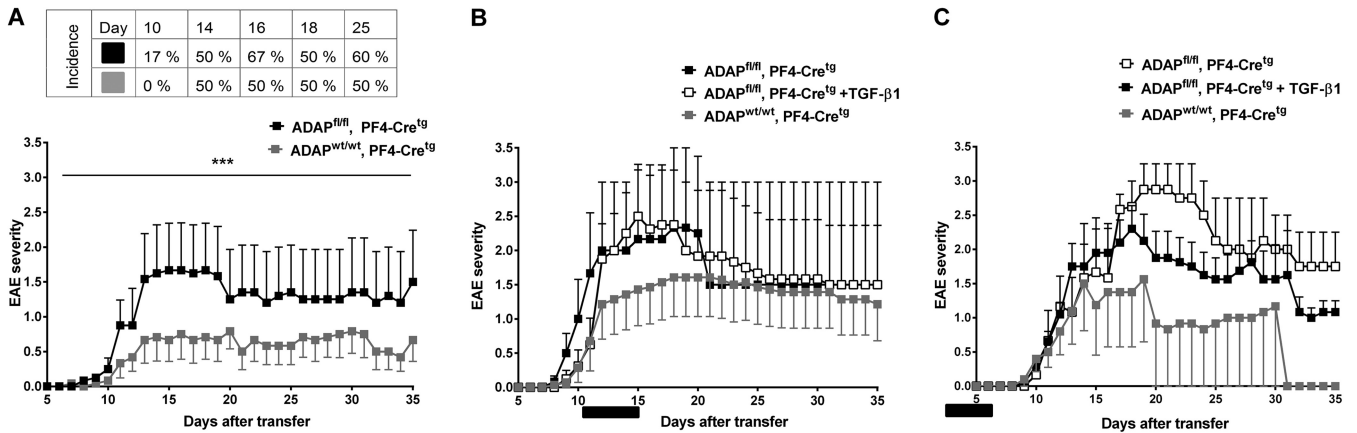 A
Incidence
Day 10 14 16 18 25
17 % 50 % 67 % 50 % 60 %
0 % 50 % 50 % 50 % 50 %
ADAPfl/fl, PF4-Cretg
ADAPwt/wt, PF4-Cretg
***
3.5
3.0
2.5
2.0
1.5
1.0
0.5
0.0
EAE severity
5 10 15 20 25 30 35
Days after transfer
B
ADAPfl/fl, PF4-Cretg
ADAPfl/fl, PF4-Cretg +TGF-β1
ADAPwt/wt, PF4-Cretg
3.5
3.0
2.5
2.0
1.5
1.0
0.5
0.0
EAE severity
5 10 15 20 25 30 35
Days after transfer
C
ADAPfl/fl, PF4-Cretg
ADAPfl/fl, PF4-Cretg + TGF-β1
ADAPwt/wt, PF4-Cretg
3.5
3.0
2.5
2.0
1.5
1.0
0.5
0.0
EAE severity
5 10 15 20 25 30 35
Days after transfer